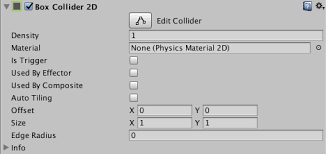 Box Collider 2D
Edit Collider
Density 1
Material None (Physics Material 2D)
Is Trigger
Used By Effector
Used By Composite
Auto Tiling
Offset X 0 Y 0
Size X 1 Y 1
Edge Radius 0
Info